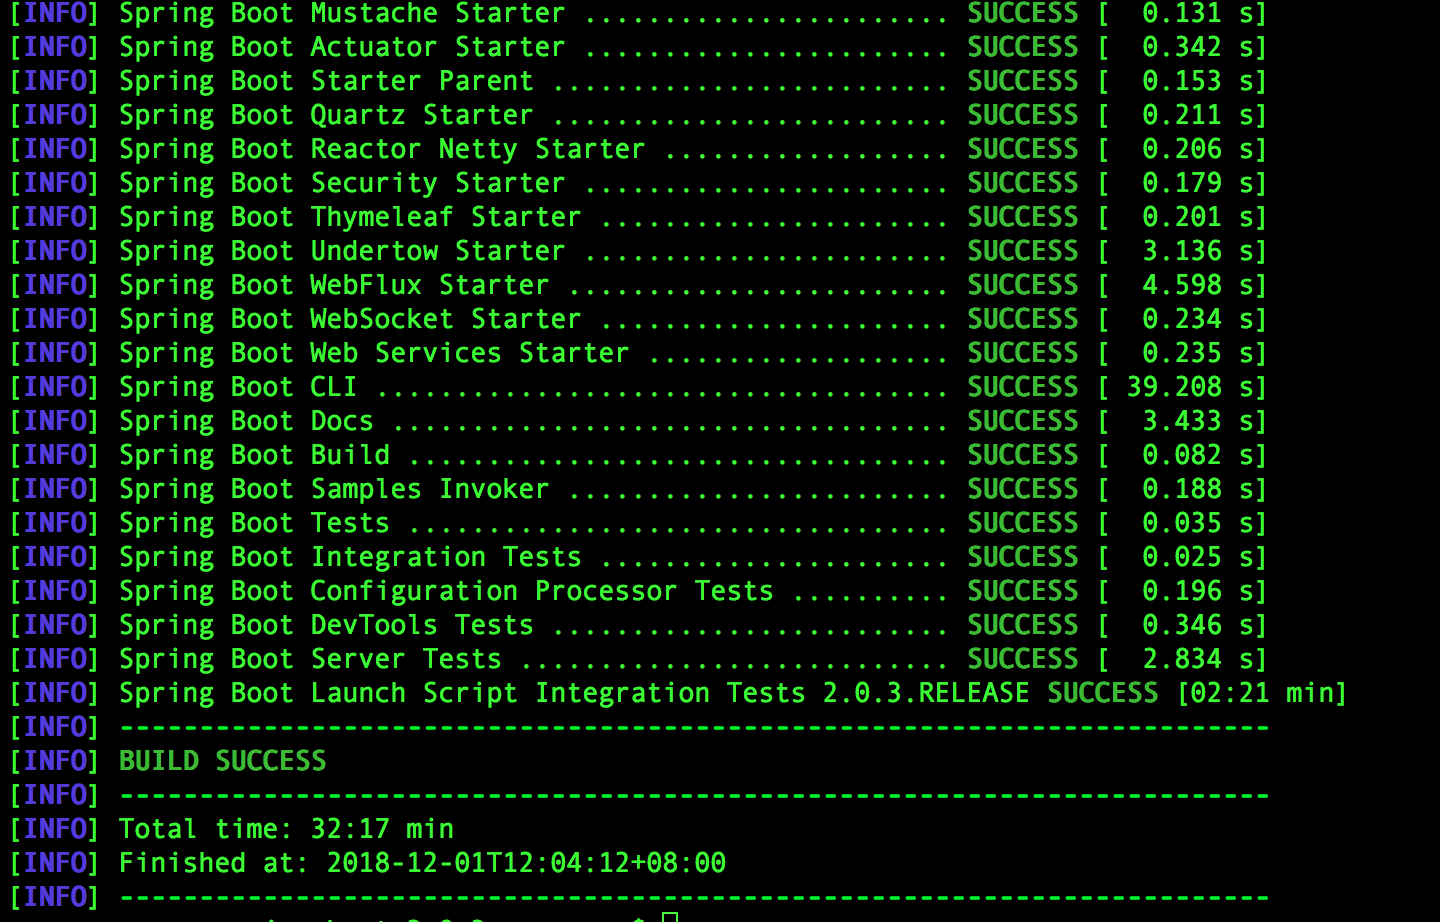 [INFO] Spring Boot Mustache Starter ....................... SUCCESS [  0.131 s]
[INFO] Spring Boot Actuator Starter ....................... SUCCESS [  0.342 s]
[INFO] Spring Boot Starter Parent ......................... SUCCESS [  0.153 s]
[INFO] Spring Boot Quartz Starter ......................... SUCCESS [  0.211 s]
[INFO] Spring Boot Reactor Netty Starter .................. SUCCESS [  0.206 s]
[INFO] Spring Boot Security Starter ....................... SUCCESS [  0.179 s]
[INFO] Spring Boot Thymeleaf Starter ...................... SUCCESS [  0.201 s]
[INFO] Spring Boot Undertow Starter ....................... SUCCESS [  3.136 s]
[INFO] Spring Boot WebFlux Starter ........................ SUCCESS [  4.598 s]
[INFO] Spring Boot WebSocket Starter ...................... SUCCESS [  0.234 s]
[INFO] Spring Boot Web Services Starter ................... SUCCESS [  0.235 s]
[INFO] Spring Boot CLI .................................... SUCCESS [ 39.208 s]
[INFO] Spring Boot Docs ................................... SUCCESS [  3.433 s]
[INFO] Spring Boot Build .................................. SUCCESS [  0.082 s]
[INFO] Spring Boot Samples Invoker ........................ SUCCESS [  0.188 s]
[INFO] Spring Boot Tests .................................. SUCCESS [  0.035 s]
[INFO] Spring Boot Integration Tests ...................... SUCCESS [  0.025 s]
[INFO] Spring Boot Configuration Processor Tests .......... SUCCESS [  0.196 s]
[INFO] Spring Boot DevTools Tests ......................... SUCCESS [  0.346 s]
[INFO] Spring Boot Server Tests ........................... SUCCESS [  2.834 s]
[INFO] Spring Boot Launch Script Integration Tests 2.0.3.RELEASE SUCCESS [02:21 min]
[INFO] ------------------------------------------------------------------------
[INFO] BUILD SUCCESS
[INFO] ------------------------------------------------------------------------
[INFO] Total time: 32:17 min
[INFO] Finished at: 2018-12-01T12:04:12+08:00
[INFO] ------------------------------------------------------------------------